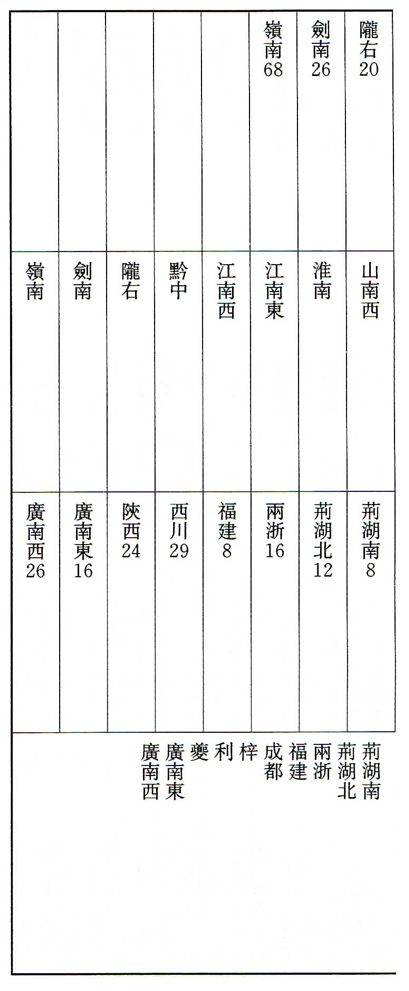 隴右20
劍南26
嶺南68
山南西
淮南
江南東
江南西
黔中
隴右
劍南
嶺南
荊湖南8
荊湖北12
兩浙16
福建8
西川29
陝西24
廣南東16
廣南西26
荊湖南
荊湖北
兩浙
福建
成都
梓
利
夔
廣南東
廣南西